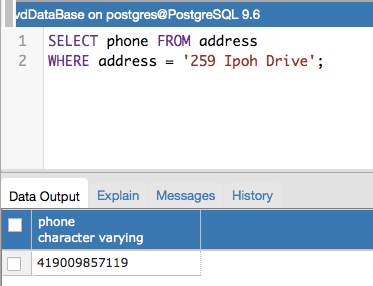 vdDataBase on postgres@PostgreSQL 9.6
1 SELECT phone FROM address
2 WHERE address = '259 Ipoh Drive';
Data Output Explain Messages History
phone
character varying
419009857119